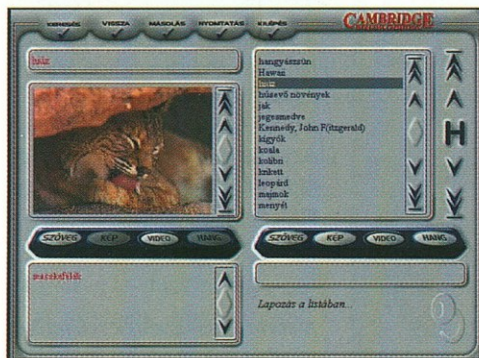 KERESÉS VISSZA MÁSOLÁS NYOMTATÁS KILÉPÉS
CAMBRIDGE
hiúz
hangyászsün
Hawaii
hiúz
húsevő növények
jak
jegesmedve
Kennedy, John F(itzgerald)
kígyók
koala
kolibri
krikett
leopárd
majmok
menyét
H
SZÖVEG KÉP VIDEO HANG
SZÖVEG KÉP VIDEO HANG
macskafélék
Lapozás a listában...